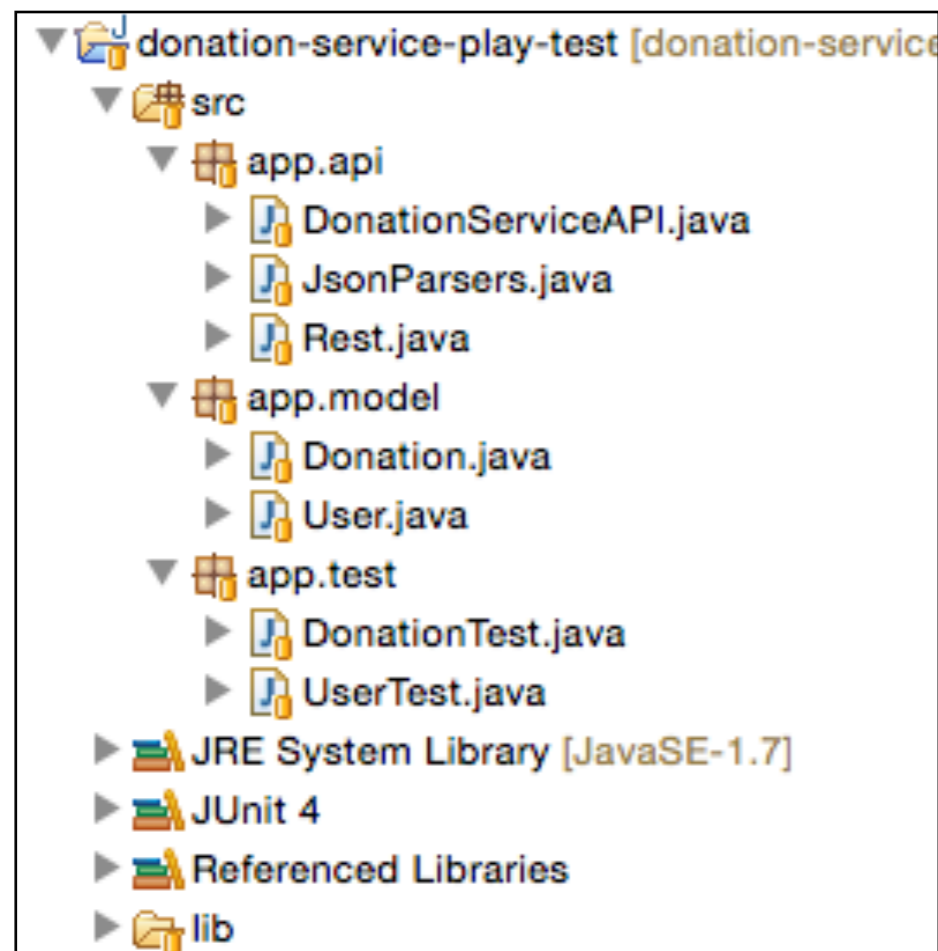 donation-service-play-test [donation-service
src
app.api
DonationServiceAPI.java
JsonParsers.java
Rest.java
app.model
Donation.java
User.java
app.test
DonationTest.java
UserTest.java
JRE System Library [JavaSE-1.7]
JUnit 4
Referenced Libraries
lib